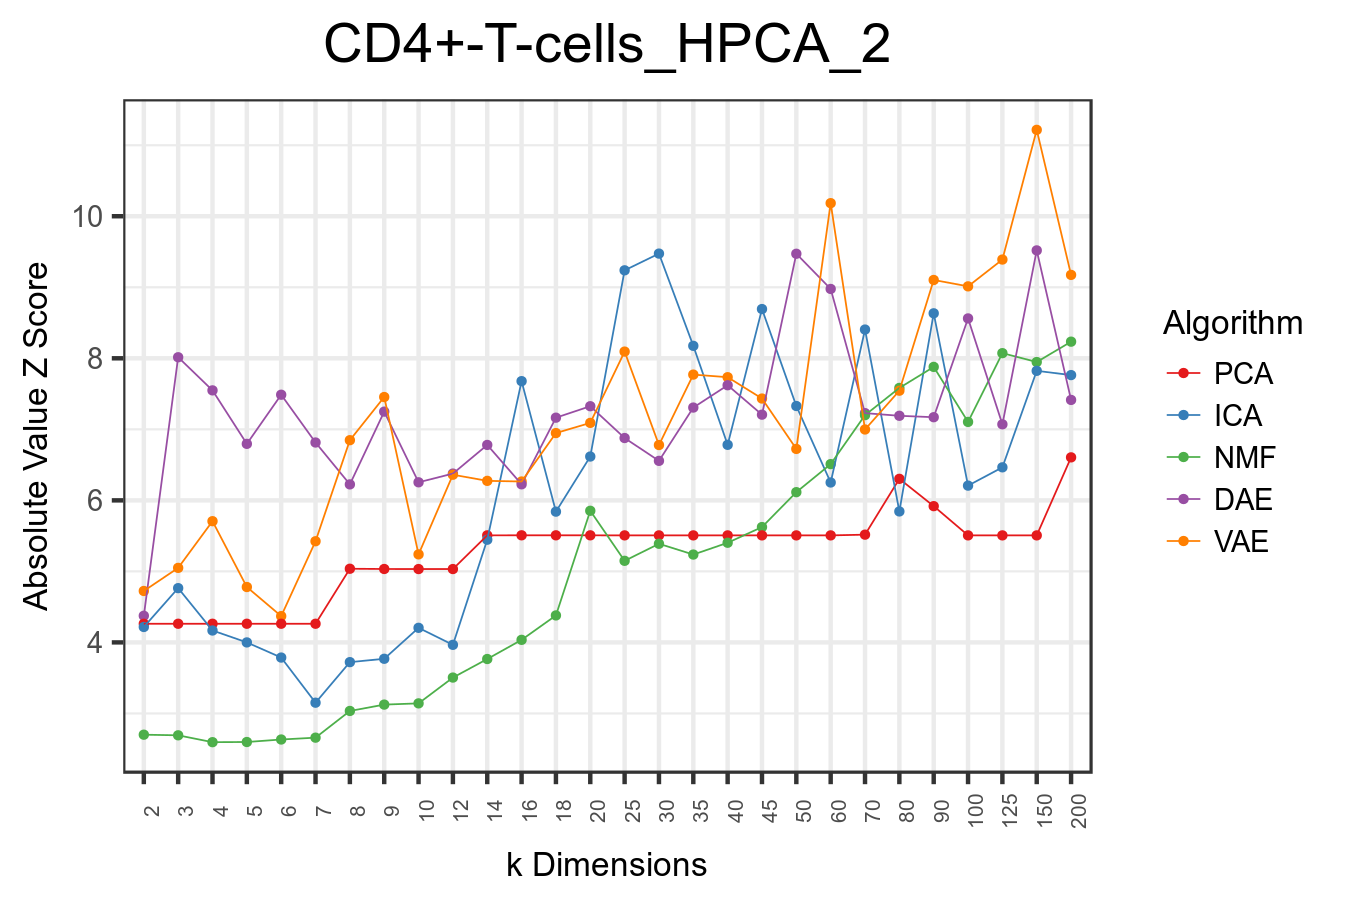 CD4+-T-cells_HPCA_2
Absolute Value Z Score
10
8
6
4
2 3 4 5 6 7 8 9 10 12 14 16 18 20 25 30 35 40 45 50 60 70 80 90 100 125 150 200
k Dimensions
Algorithm
PCA
ICA
NMF
DAE
VAE